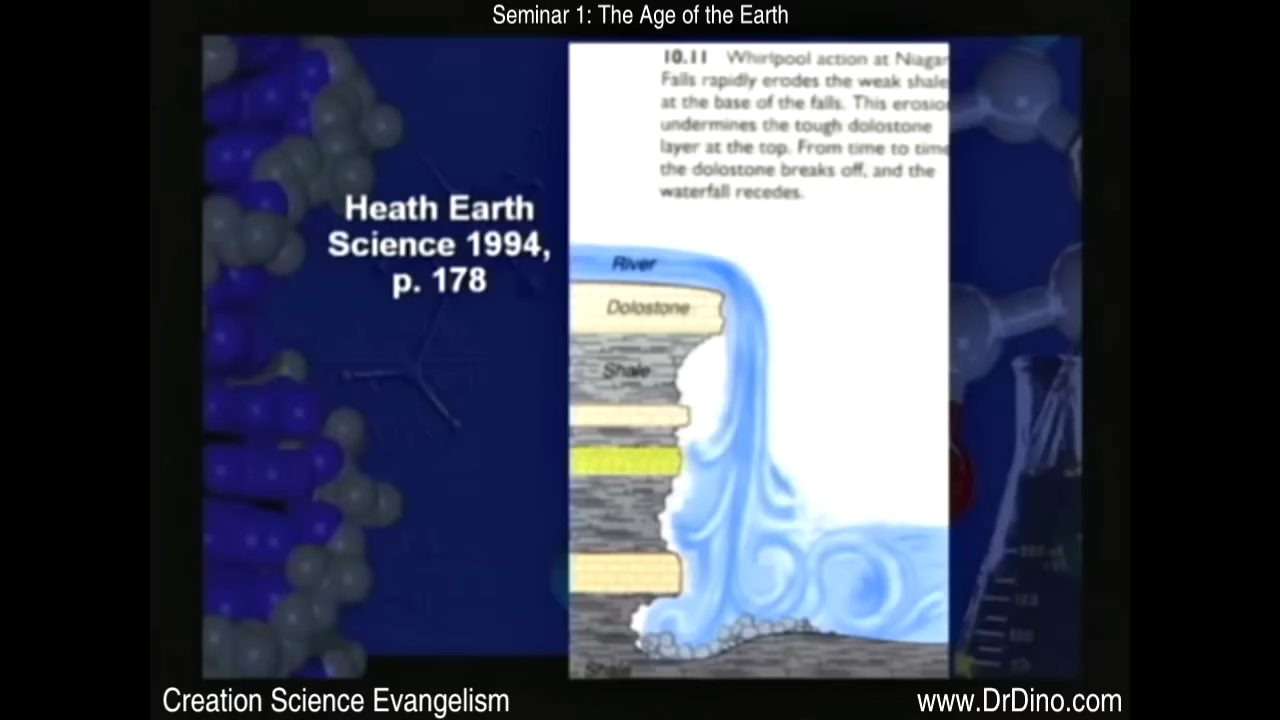 Seminar 1: The Age of the Earth
10.11 Whirlpool action at Niagar
Falls rapidly erodes the weak shale
at the base of the falls. This erosio
undermines the tough dolostone
layer at the top. From time to time
the dolostone breaks off, and the
waterfall recedes.
Heath Earth
Science 1994,
p. 178
River
Dolostone
Shale
Shale
Creation Science Evangelism
www.DrDino.com